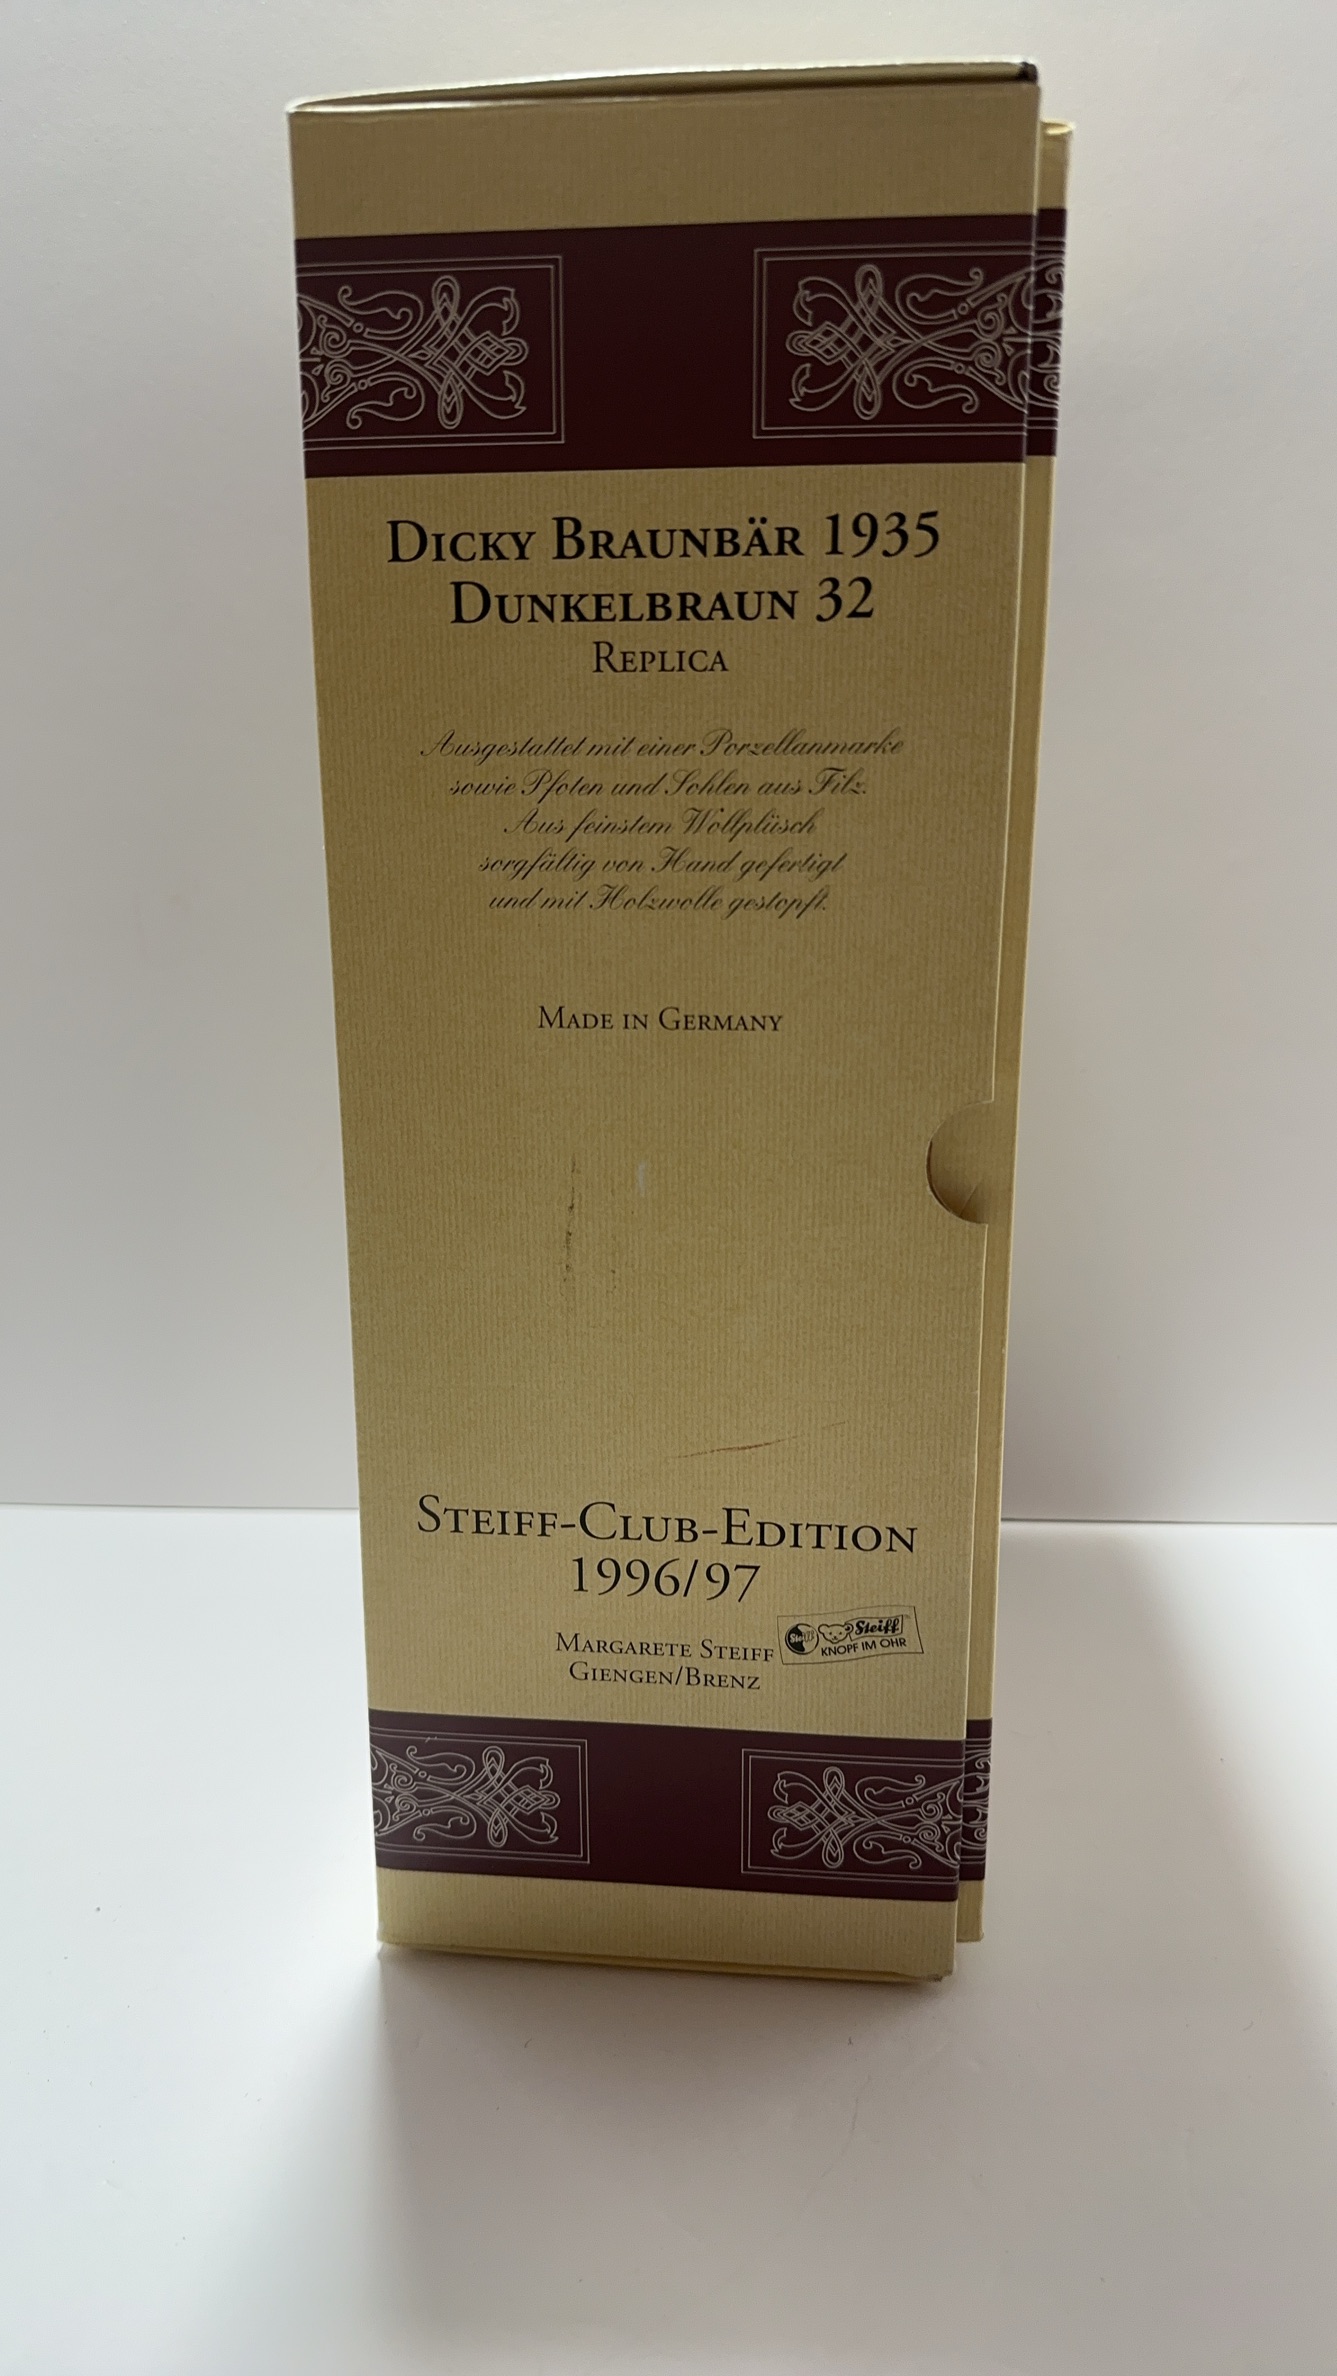 DICKY BRAUNBÄR 1935
DUNKELBRAUN 32
REPLICA
Ausgestattet mit einer Porzellanmarke
sowie Pfoten und Sohlen aus Filz.
Aus feinstem Wollplüsch
sorgfältig von Hand gefertigt
und mit Holzwolle gestopft.
MADE IN GERMANY
STEIFF-CLUB-EDITION
1996/97
MARGARETE STEIFF
GIENGEN/BRENZ
Steiff
Steiff
KNOPF IM OHR